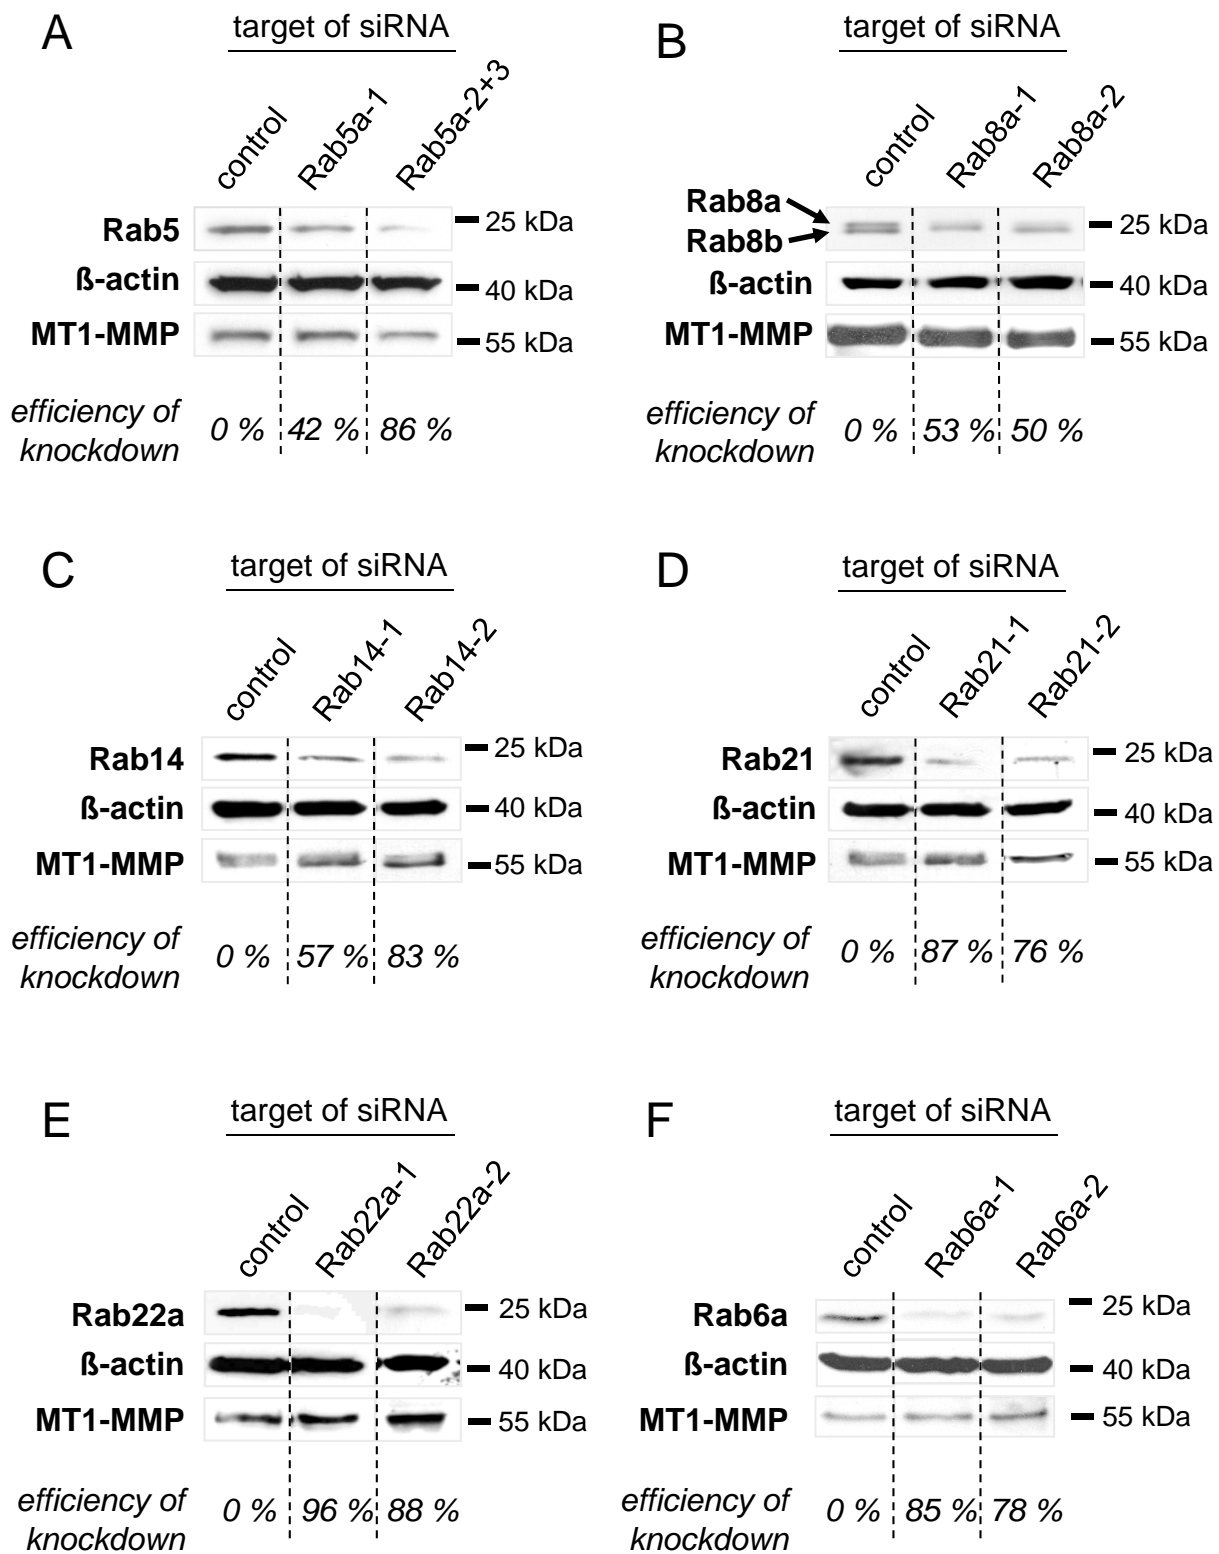 A
target of siRNA
control
Rab5a-1
Rab5a-2+3
Rab5
25 kDa
ß-actin
40 kDa
MT1-MMP
55 kDa
efficiency of
knockdown
0 %
42 %
86 %
B
target of siRNA
control
Rab8a-1
Rab8a-2
Rab8a
Rab8b
25 kDa
ß-actin
40 kDa
MT1-MMP
55 kDa
efficiency of
knockdown
0 %
53 %
50 %
C
target of siRNA
control
Rab14-1
Rab14-2
Rab14
25 kDa
ß-actin
40 kDa
MT1-MMP
55 kDa
efficiency of
knockdown
0 %
57 %
83 %
D
target of siRNA
control
Rab21-1
Rab21-2
Rab21
25 kDa
ß-actin
40 kDa
MT1-MMP
55 kDa
efficiency of
knockdown
0 %
87 %
76 %
E
target of siRNA
control
Rab22a-1
Rab22a-2
Rab22a
25 kDa
ß-actin
40 kDa
MT1-MMP
55 kDa
efficiency of
knockdown
0 %
96 %
88 %
F
target of siRNA
control
Rab6a-1
Rab6a-2
Rab6a
25 kDa
ß-actin
40 kDa
MT1-MMP
55 kDa
efficiency of
knockdown
0 %
85 %
78 %